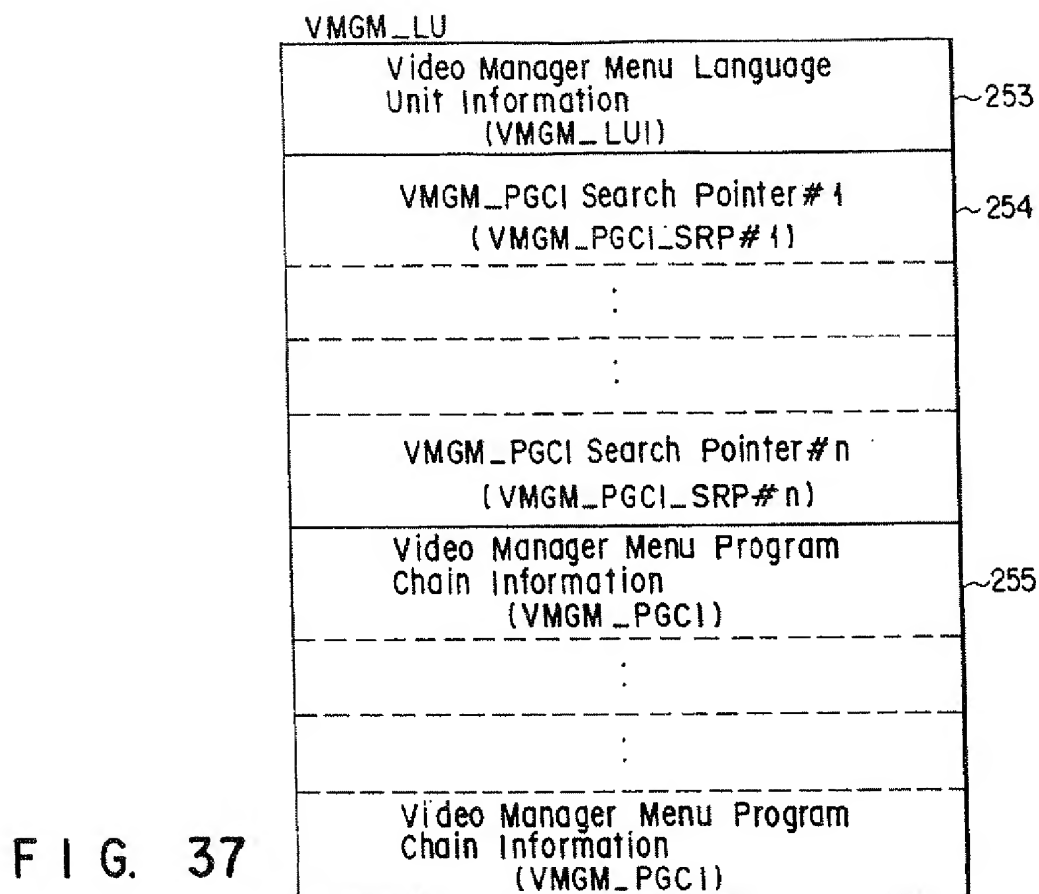 VMGM_LU
Video Manager Menu Language
Unit Information
(VMGM_LUI)
253
VMGM_PGCI Search Pointer#1
(VMGM_PGCI_SRP#1)
254
VMGM_PGCI Search Pointer#n
(VMGM_PGCI_SRP#n)
Video Manager Menu Program
Chain Information
(VMGM_PGCI)
255
Video Manager Menu Program
Chain Information
(VMGM_PGCI)
FIG. 37